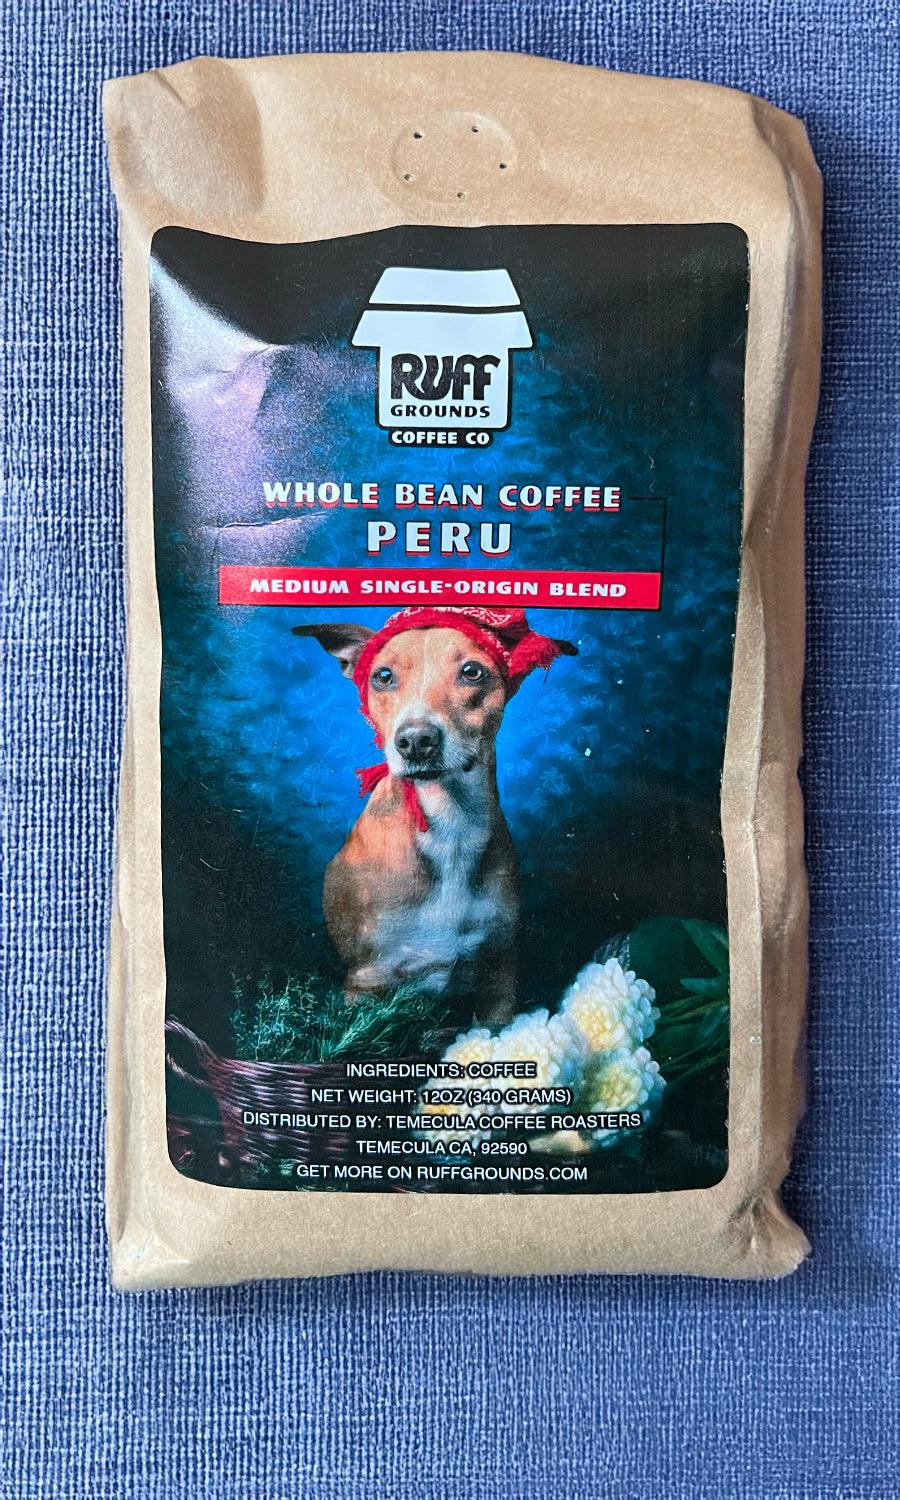 RUFF
GROUNDS
COFFEE CO
WHOLE BEAN COFFEE
PERU
MEDIUM SINGLE-ORIGIN BLEND
INGREDIENTS: COFFEE
NET WEIGHT: 12OZ (340 GRAMS)
DISTRIBUTED BY: TEMECULA COFFEE ROASTERS
TEMECULA CA, 92590
GET MORE ON RUFFGROUNDS.COM